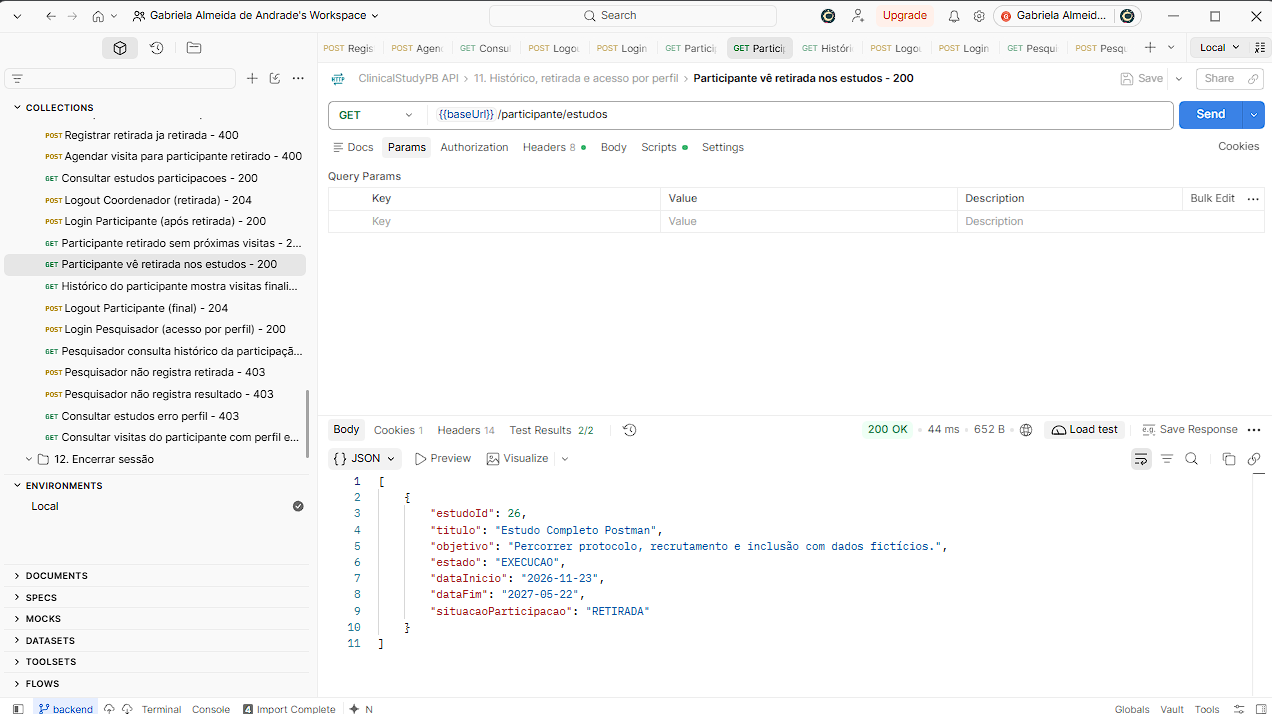 Gabriela Almeida de Andrade's Workspace
Search
Upgrade
Gabriela Almeid...
POST Regis
POST Agen
GET Consu
POST Logo
POST Login
GET Partici
GET Particip
GET Históri
POST Logo
POST Login
GET Pesqui
POST Pesqu
Local
ClinicalStudyPB API > 11. Histórico, retirada e acesso por perfil > Participante vê retirada nos estudos - 200
Save
Share
COLLECTIONS
POST Registrar retirada ja retirada - 400
POST Agendar visita para participante retirado - 400
GET Consultar estudos participacoes - 200
POST Logout Coordenador (retirada) - 204
POST Login Participante (após retirada) - 200
GET Participante retirado sem próximas visitas - 2...
GET Participante vê retirada nos estudos - 200
GET Histórico do participante mostra visitas finali...
POST Logout Participante (final) - 204
POST Login Pesquisador (acesso por perfil) - 200
GET Pesquisador consulta histórico da participaçã...
POST Pesquisador não registra retirada - 403
POST Pesquisador não registra resultado - 403
GET Consultar estudos erro perfil - 403
GET Consultar visitas do participante com perfil e...
12. Encerrar sessão
ENVIRONMENTS
Local
DOCUMENTS
SPECS
MOCKS
DATASETS
TOOLSETS
FLOWS
GET
{{baseUrl}} /participante/estudos
Send
Docs
Params
Authorization
Headers 8
Body
Scripts
Settings
Cookies
Query Params
Key
Value
Description
Bulk Edit
Key
Value
Description
Body
Cookies 1
Headers 14
Test Results 2/2
200 OK
44 ms
652 B
Load test
e.g. Save Response
{} JSON
Preview
Visualize
1 [
2 {
3 "estudoId": 26,
4 "titulo": "Estudo Completo Postman",
5 "objetivo": "Percorrer protocolo, recrutamento e inclusão com dados fictícios.",
6 "estado": "EXECUCAO",
7 "dataInicio": "2026-11-23",
8 "dataFim": "2027-05-22",
9 "situacaoParticipacao": "RETIRADA"
10 }
11 ]
backend
Terminal
Console
4 Import Complete
N
Globals
Vault
Tools